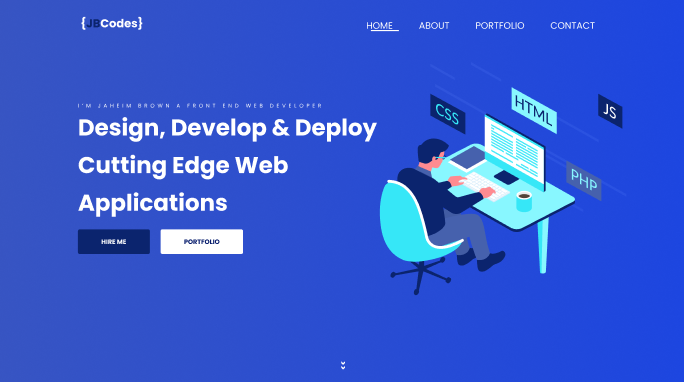 {JBCodes}
HOME ABOUT PORTFOLIO CONTACT
I'M JAHEIM BROWN A FRONT END WEB DEVELOPER
Design, Develop & Deploy
Cutting Edge Web
Applications
HIRE ME PORTFOLIO
CSS
HTML
JS
PHP